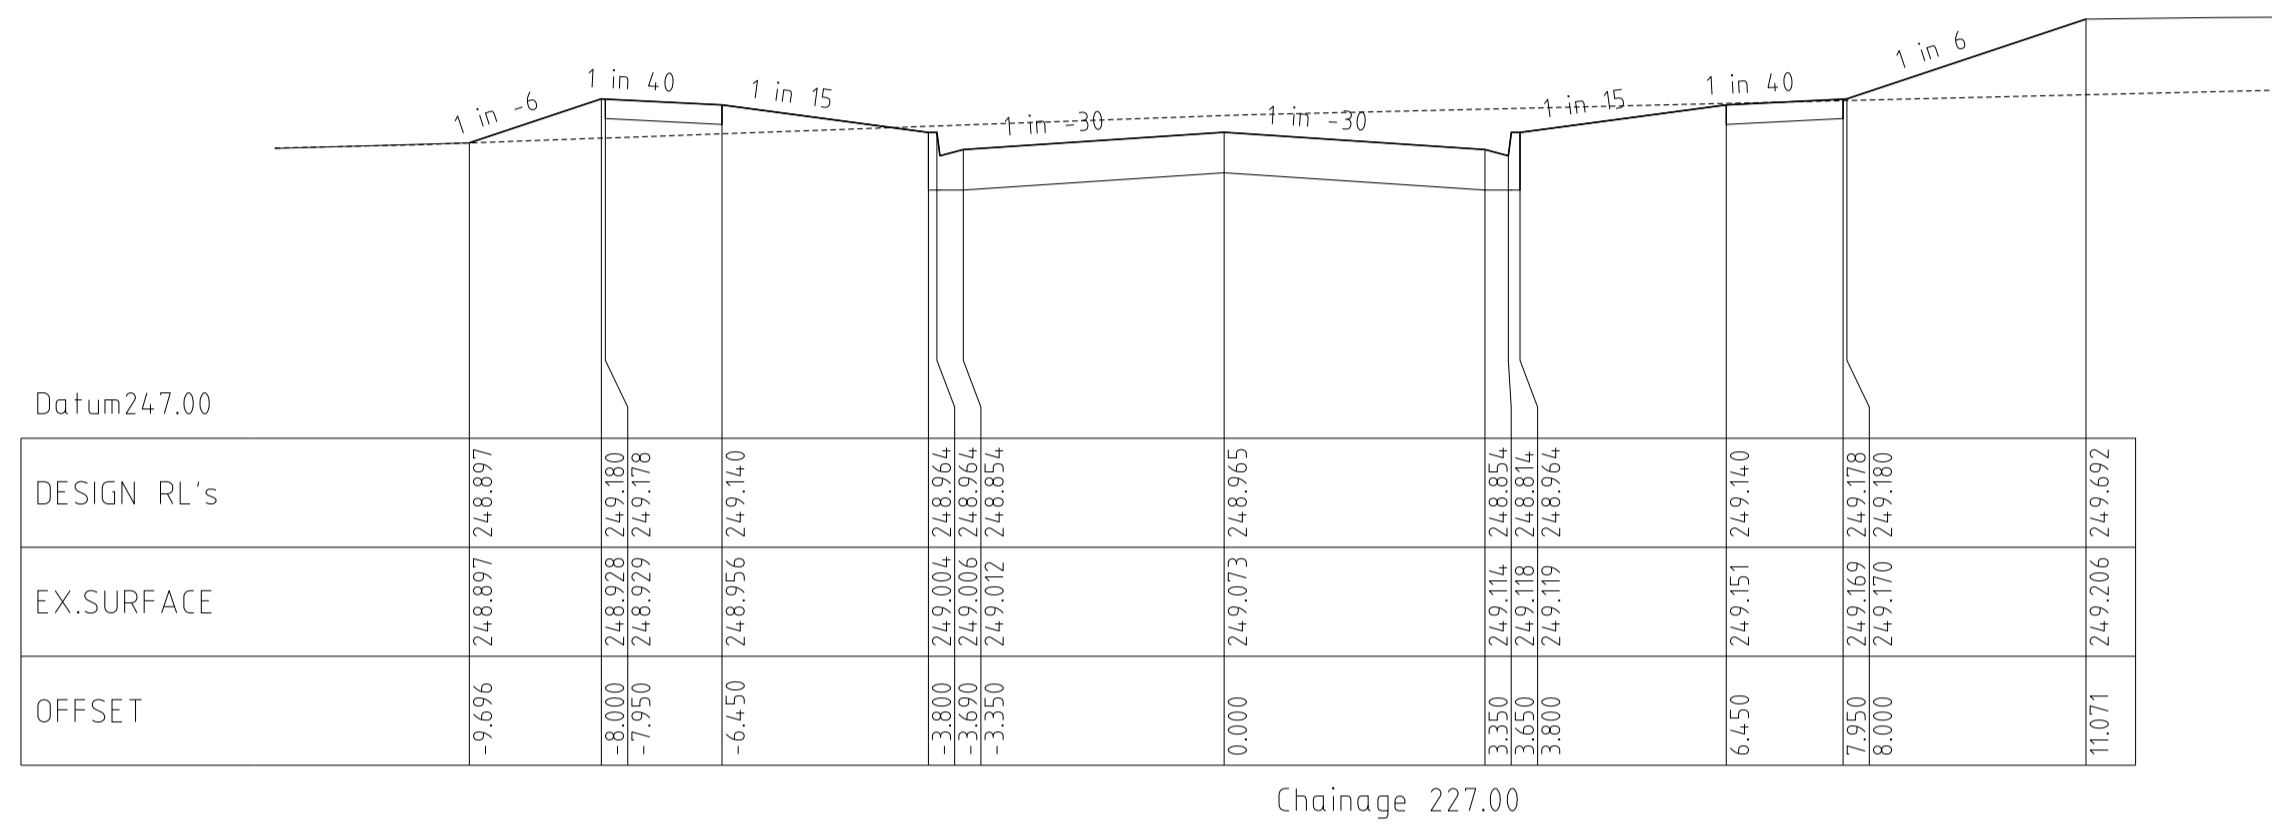 1 in -6
1 in 40
1 in 15
1 in -30
1 in -30
1 in 15
1 in 40
1 in 6
Datum247.00
DESIGN RL's 248.897 249.180 249.178 249.140 248.964 248.964 248.854 248.965 248.854 248.814 248.964 249.140 249.178 249.180 249.692
EX.SURFACE 248.897 248.928 248.929 248.956 249.004 249.006 249.012 249.073 249.114 249.118 249.119 249.151 249.169 249.170 249.206
OFFSET -9.696 -8.000 -7.950 -6.450 -3.800 -3.690 -3.350 0.000 3.350 3.650 3.800 6.450 7.950 8.000 11.071
Chainage 227.00